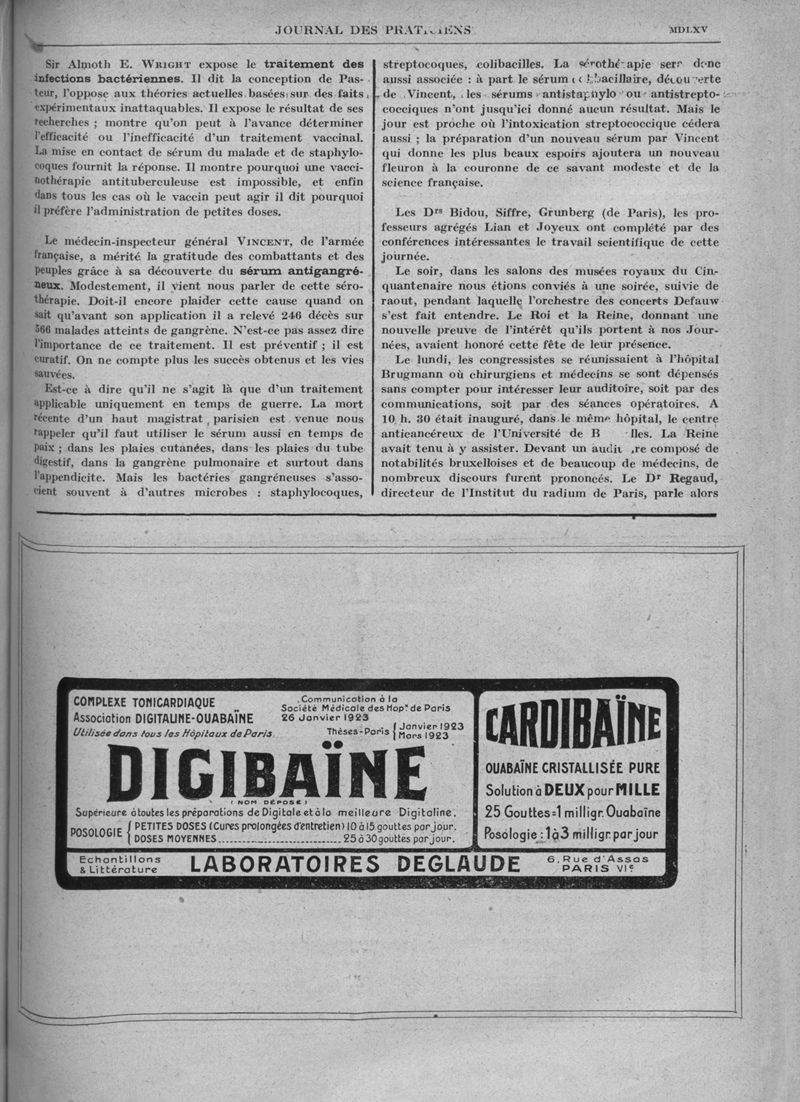 JOURNAL DES PRATICIENS
MDLXV
Sir Almoth E. WRIGHT expose le traitement des
infections bactériennes. Il dit la conception de Pas-
teur, l'oppose aux théories actuelles basées sur des faits
expérimentaux inattaquables. Il expose le résultat de ses
recherches ; montre qu'on peut à l'avance déterminer
l'efficacité ou l'inefficacité d'un traitement vaccinal.
La mise en contact de sérum du malade et de staphylo-
coques fournit la réponse. Il montre pourquoi une vacci-
nothérapie antituberculeuse est impossible, et enfin
dans tous les cas où le vaccin peut agir il dit pourquoi
il préfère l'administration de petites doses.
Le médecin-inspecteur général VINCENT, de l'armée
française, a mérité la gratitude des combattants et des
peuples grâce à sa découverte du sérum antigangré-
neux. Modestement, il vient nous parler de cette séro-
thérapie. Doit-il encore plaider cette cause quand on
sait qu'avant son application il a relevé 246 décès sur
566 malades atteints de gangrène. N'est-ce pas assez dire
l'importance de ce traitement. Il est préventif ; il est
curatif. On ne compte plus les succès obtenus et les vies
sauvées.
Est-ce à dire qu'il ne s'agit là que d'un traitement
applicable uniquement en temps de guerre. La mort
récente d'un haut magistrat parisien est venue nous
rappeler qu'il faut utiliser le sérum aussi en temps de
paix ; dans les plaies cutanées, dans les plaies du tube
digestif, dans la gangrène pulmonaire et surtout dans
l'appendicite. Mais les bactéries gangréneuses s'asso-
cient souvent à d'autres microbes : staphylocoques,
streptocoques, colibacilles. La sérothérapie sera donc
aussi associée : à part le sérum découverte
de Vincent, les sérums antistaphylo ou antistrepto-
cocciques n'ont jusqu'ici donné aucun résultat. Mais le
jour est proche où l'intoxication streptococcique cédera
aussi ; la préparation d'un nouveau sérum par Vincent
qui donne les plus beaux espoirs ajoutera un nouveau
fleuron à la couronne de ce savant modeste et de la
science française.
Les Drs Bidou, Siffre, Grunberg (de Paris), les pro-
fesseurs agrégés Lian et Joyeux ont complété par des
conférences intéressantes le travail scientifique de cette
journée.
Le soir, dans les salons des musées royaux du Cin-
quantenaire nous étions conviés à une soirée, suivie de
raout, pendant laquelle l'orchestre des concerts Defauw
s'est fait entendre. Le Roi et la Reine, donnant une
nouvelle preuve de l'intérêt qu'ils portent à nos Jour-
nées, avaient honoré cette fête de leur présence.
Le lundi, les congressistes se réunissaient à l'hôpital
Brugmann où chirurgiens et médecins se sont dépensés
sans compter pour intéresser leur auditoire, soit par des
communications, soit par des séances opératoires. A
10 h. 30 était inauguré, dans le même hôpital, le centre
anticancéreux de l'Université de B lles. La Reine
avait tenu à y assister. Devant un auditoire composé de
notabilités bruxelloises et de beaucoup de médecins, de
nombreux discours furent prononcés. Le Dr Regaud,
directeur de l'Institut du radium de Paris, parle alors
COMPLEXE TONICARDIAQUE
Association DIGITALINE-OUABAÏNE
Utilisée dans tous les Hôpitaux de Paris
Communication à la
Société Médicale des Hopx de Paris
26 Janvier 1923
Thèses-Paris { Janvier 1923
Mars 1923
DIGIBAÏNE
(NOM DÉPOSÉ)
Supérieure à toutes les préparations de Digitale et à la meilleure Digitaline.
POSOLOGIE { PETITES DOSES (Cures prolongées d'entretien) 10 à 15 gouttes par jour.
DOSES MOYENNES..............................25 à 30 gouttes par jour.
CARDIBAÏNE
OUABAÏNE CRISTALLISÉE PURE
Solution à DEUX pour MILLE
25 Gouttes=1 milligr. Ouabaïne
Posologie : 1 à 3 milligr. par jour
Echantillons
& Littérature
LABORATOIRES DEGLAUDE
6, Rue d'Assas
PARIS VIe